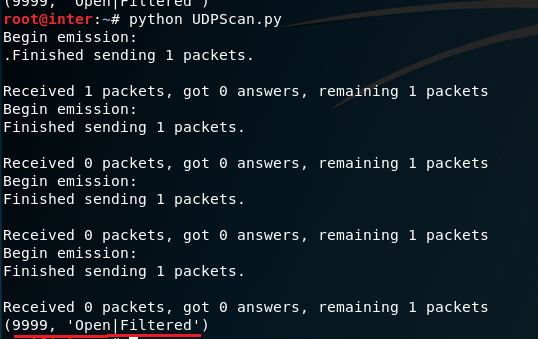 (9999, 'Open|Filtered')
root@inter:~# python UDPScan.py
Begin emission:
.Finished sending 1 packets.
Received 1 packets, got 0 answers, remaining 1 packets
Begin emission:
Finished sending 1 packets.
Received 0 packets, got 0 answers, remaining 1 packets
Begin emission:
Finished sending 1 packets.
Received 0 packets, got 0 answers, remaining 1 packets
Begin emission:
Finished sending 1 packets.
Received 0 packets, got 0 answers, remaining 1 packets
(9999, 'Open|Filtered')